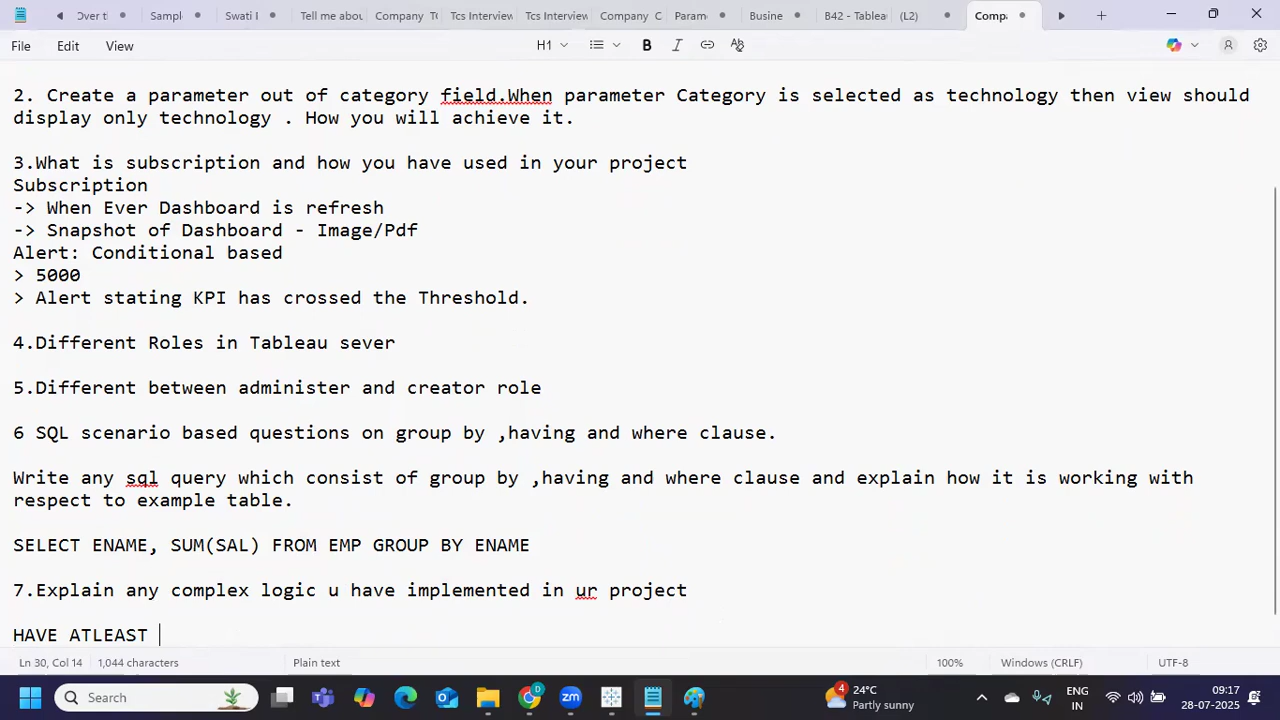 Over ti
Sampl
Swati I
Tell me abou
Company To
Tcs Interview
Tcs Interview
Company C
Param
Busine
B42 - Tableau (L2)
Comp
File Edit View
H1
2. Create a parameter out of category field.When parameter Category is selected as technology then view should
display only technology . How you will achieve it.
3.What is subscription and how you have used in your project
Subscription
-> When Ever Dashboard is refresh
-> Snapshot of Dashboard - Image/Pdf
Alert: Conditional based
> 5000
> Alert stating KPI has crossed the Threshold.
4.Different Roles in Tableau sever
5.Different between administer and creator role
6 SQL scenario based questions on group by ,having and where clause.
Write any sql query which consist of group by ,having and where clause and explain how it is working with
respect to example table.
SELECT ENAME, SUM(SAL) FROM EMP GROUP BY ENAME
7.Explain any complex logic u have implemented in ur project
HAVE ATLEAST
Ln 30, Col 14 1,044 characters Plain text 100% Windows (CRLF) UTF-8
Search
4
24°C
Partly sunny
ENG
IN
09:17
28-07-2025